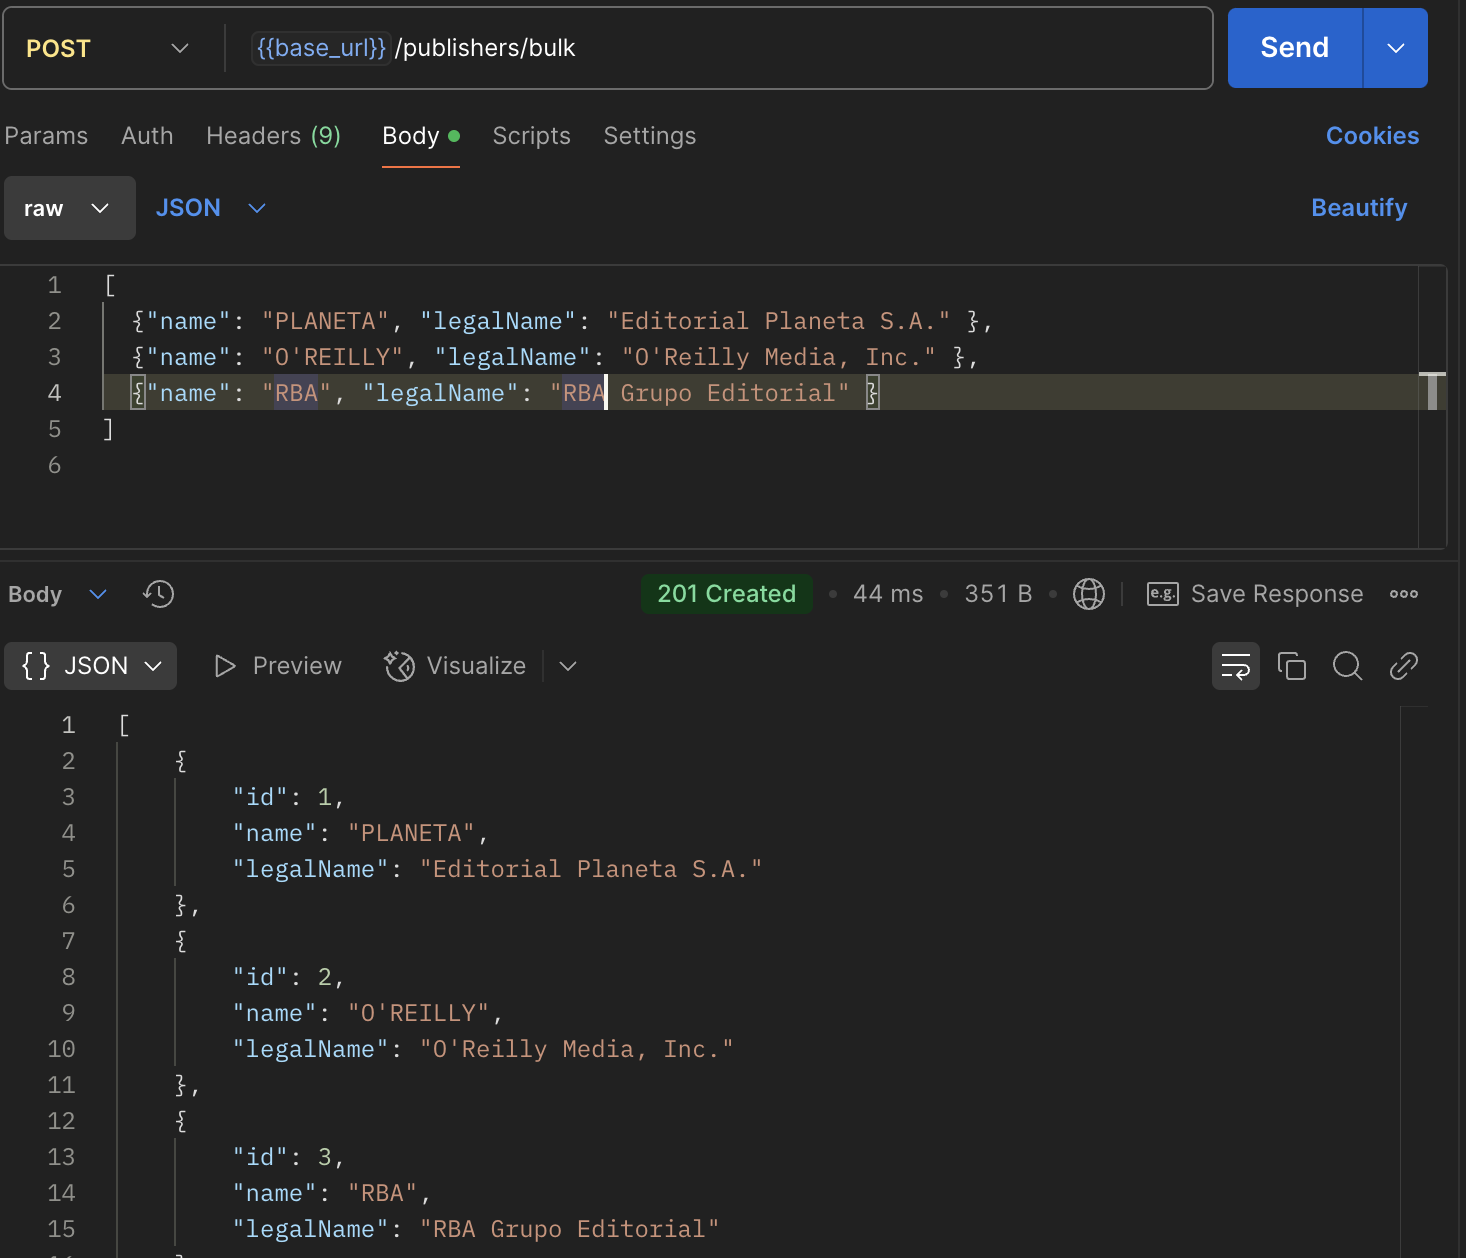 POST {{base_url}} /publishers/bulk Send
Params Auth Headers (9) Body Scripts Settings Cookies
raw JSON Beautify
1 [
2 {"name": "PLANETA", "legalName": "Editorial Planeta S.A." },
3 {"name": "O'REILLY", "legalName": "O'Reilly Media, Inc." },
4 {"name": "RBA", "legalName": "RBA Grupo Editorial" }
5 ]
6
Body 201 Created 44 ms 351 B e.g. Save Response
{} JSON Preview Visualize
1 [
2 {
3 "id": 1,
4 "name": "PLANETA",
5 "legalName": "Editorial Planeta S.A."
6 },
7 {
8 "id": 2,
9 "name": "O'REILLY",
10 "legalName": "O'Reilly Media, Inc."
11 },
12 {
13 "id": 3,
14 "name": "RBA",
15 "legalName": "RBA Grupo Editorial"